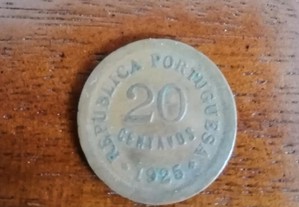 REPUBLICA PORTUGUESA
20
CENTAVOS
1925